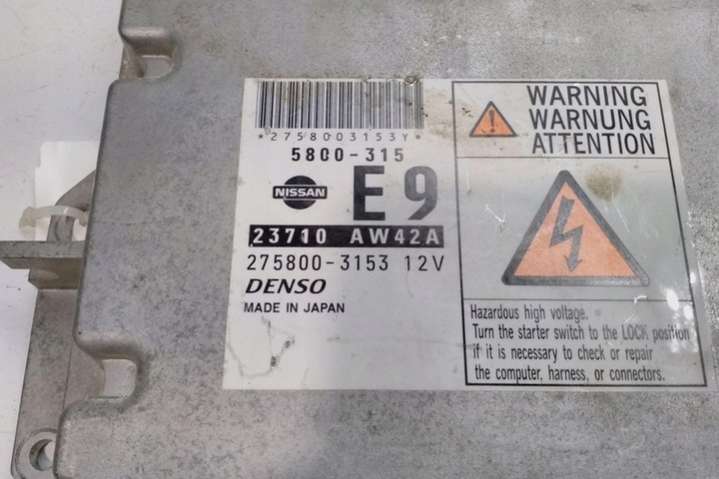 *27580031 53Y*
5800-315
NISSAN
E9
23710 AW42A
275800-3153 12V
DENSO
MADE IN JAPAN
WARNING
WARNUNG
ATTENTION
Hazardous high voltage.
Turn the starter switch to the LOCK position
if it is necessary to check or repair
the computer, harness, or connectors.